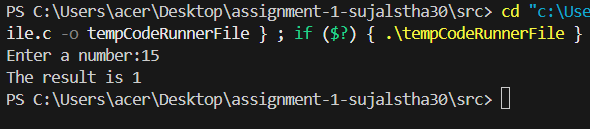 PS C:\Users\acer\Desktop\assignment-1-sujalstha30\src> cd "c:\Use
ile.c -o tempCodeRunnerFile } ; if ($?) { .\tempCodeRunnerFile }
Enter a number:15
The result is 1
PS C:\Users\acer\Desktop\assignment-1-sujalstha30\src>